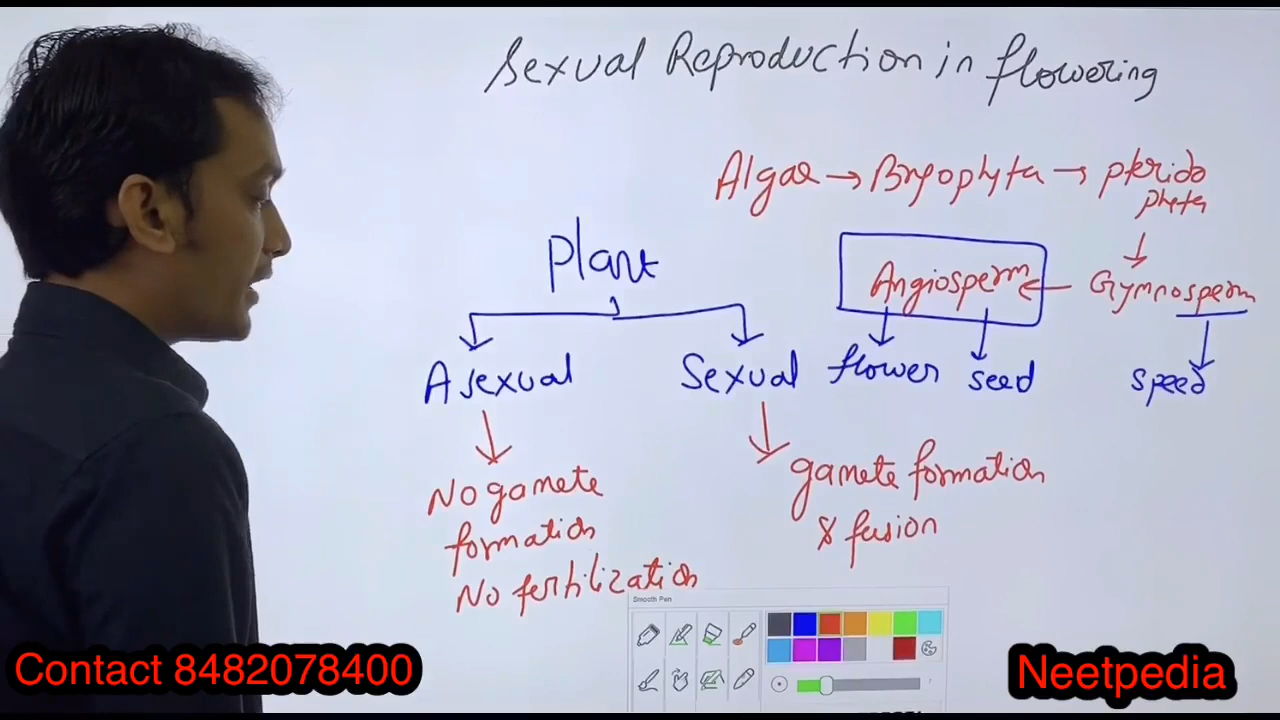 Sexual Reproduction in flowering
Algae → Bryophyta → pterido
phyta
Plant
Angiosperm ← Gymnosperm
Asexual Sexual flower seed speed
No gamete
formation
No fertilization
gamete formation
& fusion
Smooth Pen
Contact 8482078400
Neetpedia